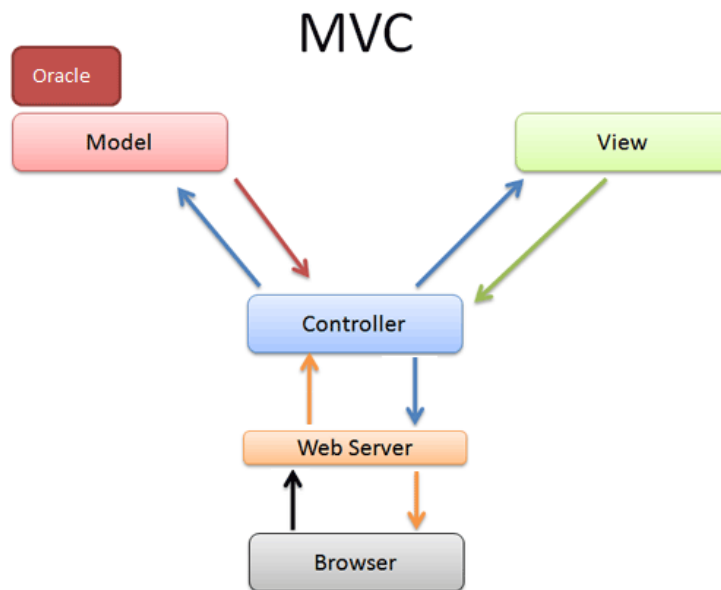 MVC
Oracle
Model
View
Controller
Web Server
Browser